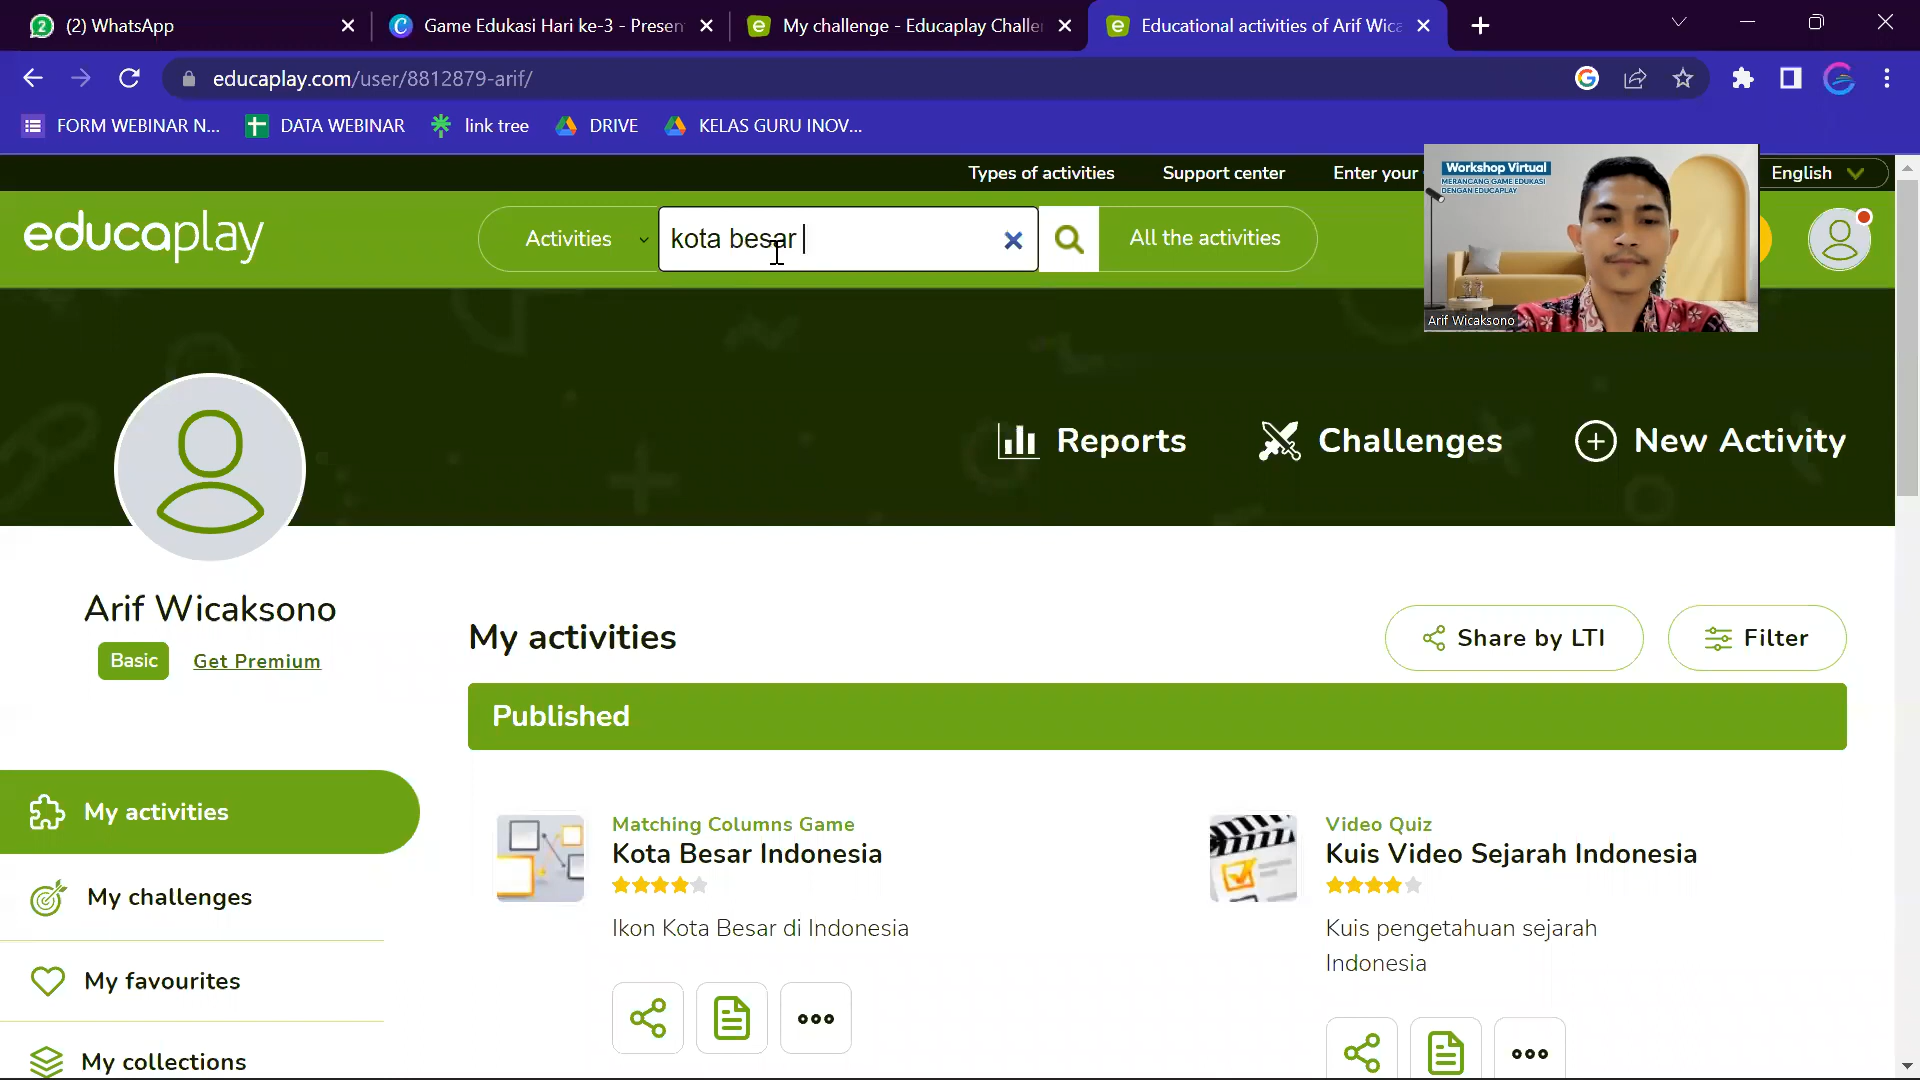 (2) WhatsApp
Game Edukasi Hari ke-3 - Presen
My challenge - Educaplay Challe
Educational activities of Arif Wica
educaplay.com/user/8812879-arif/
FORM WEBINAR N...
DATA WEBINAR
link tree
DRIVE
KELAS GURU INOV...
Types of activities
Support center
Enter your
English
educaplay
Activities
kota besar
All the activities
Workshop Virtual
MERANCANG GAME EDUKASI
DENGAN EDUCAPLAY
Arif Wicaksono
Reports
Challenges
New Activity
Arif Wicaksono
Basic
Get Premium
My activities
Share by LTI
Filter
Published
My activities
My challenges
My favourites
My collections
Matching Columns Game
Kota Besar Indonesia
Ikon Kota Besar di Indonesia
Video Quiz
Kuis Video Sejarah Indonesia
Kuis pengetahuan sejarah
Indonesia